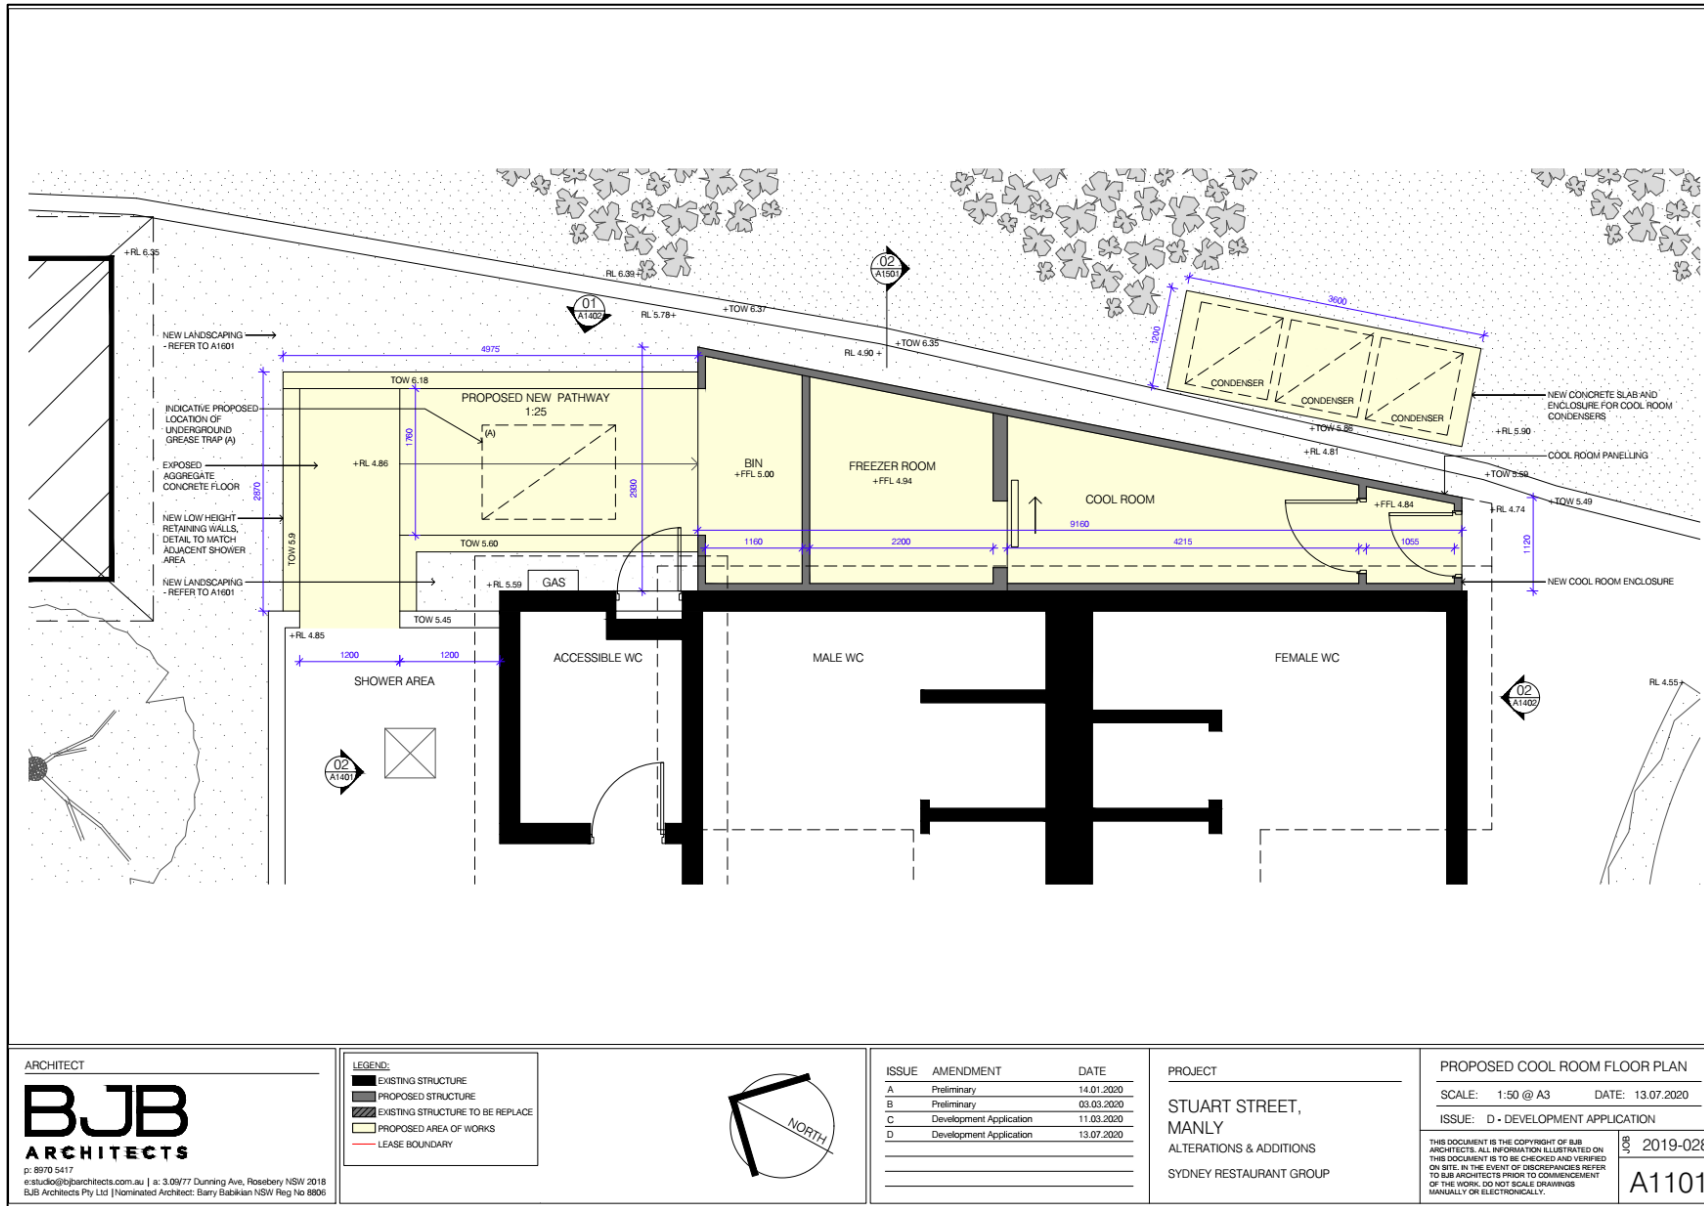 +RL 6.35
RL 6.39+
02
A1501
01
A1402
RL 5.78+
+TOW 6.37
+TOW 6.35
RL 4.90 +
3600
1200
NEW LANDSCAPING
- REFER TO A1601
4975
TOW 6.18
PROPOSED NEW PATHWAY
1:25
(A)
INDICATIVE PROPOSED
LOCATION OF
UNDERGROUND
GREASE TRAP (A)
CONDENSER
CONDENSER
CONDENSER
NEW CONCRETE SLAB AND
ENCLOSURE FOR COOL ROOM
CONDENSERS
+TOW 5.86
+RL 5.90
1760
+RL 4.86
EXPOSED
AGGREGATE
CONCRETE FLOOR
2870
2930
BIN
+FFL 5.00
FREEZER ROOM
+FFL 4.94
COOL ROOM
+RL 4.81
COOL ROOM PANELLING
+TOW 5.59
+TOW 5.49
+FFL 4.84
+RL 4.74
NEW LOW HEIGHT
RETAINING WALLS,
DETAIL TO MATCH
ADJACENT SHOWER
AREA
TOW 5.9
TOW 5.60
9160
1160
2200
4215
1055
1120
NEW LANDSCAPING
- REFER TO A1601
+RL 5.59
GAS
NEW COOL ROOM ENCLOSURE
TOW 5.45
+RL 4.85
1200
1200
SHOWER AREA
ACCESSIBLE WC
MALE WC
FEMALE WC
02
A1402
RL 4.55+
02
A1401
ARCHITECT
BJB
ARCHITECTS
p: 8970 5417
e:studio@bjbarchitects.com.au | a: 3.09/77 Dunning Ave, Rosebery NSW 2018
BJB Architects Pty Ltd | Nominated Architect: Barry Babikian NSW Reg No 8806
LEGEND:
EXISTING STRUCTURE
PROPOSED STRUCTURE
EXISTING STRUCTURE TO BE REPLACE
PROPOSED AREA OF WORKS
LEASE BOUNDARY
NORTH
ISSUE AMENDMENT DATE
A Preliminary 14.01.2020
B Preliminary 03.03.2020
C Development Application 11.03.2020
D Development Application 13.07.2020
PROJECT
STUART STREET,
MANLY
ALTERATIONS & ADDITIONS
SYDNEY RESTAURANT GROUP
PROPOSED COOL ROOM FLOOR PLAN
SCALE: 1:50 @ A3 DATE: 13.07.2020
ISSUE: D - DEVELOPMENT APPLICATION
THIS DOCUMENT IS THE COPYRIGHT OF BJB
ARCHITECTS. ALL INFORMATION ILLUSTRATED ON
THIS DOCUMENT IS TO BE CHECKED AND VERIFIED
ON SITE. IN THE EVENT OF DISCREPANCIES REFER
TO BJB ARCHITECTS PRIOR TO COMMENCEMENT
OF THE WORK. DO NOT SCALE DRAWINGS
MANUALLY OR ELECTRONICALLY.
JOB 2019-028
A1101